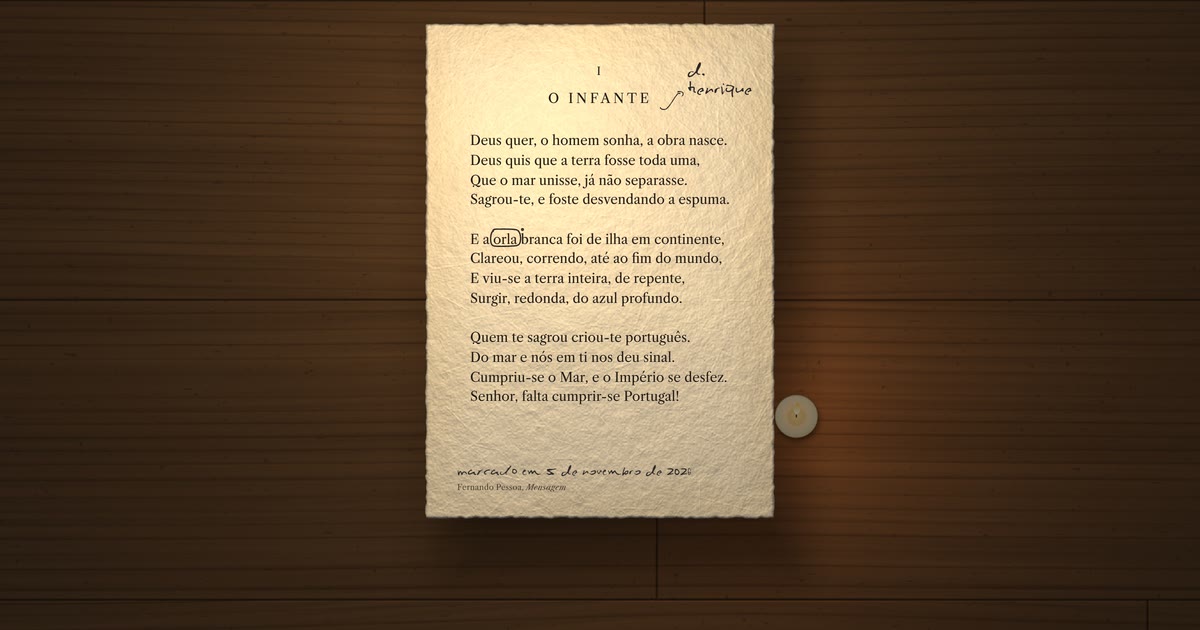 I
d.
henrique
O INFANTE
Deus quer, o homem sonha, a obra nasce.
Deus quis que a terra fosse toda uma,
Que o mar unisse, já não separasse.
Sagrou-te, e foste desvendando a espuma.
E a orla branca foi de ilha em continente,
Clareou, correndo, até ao fim do mundo,
E viu-se a terra inteira, de repente,
Surgir, redonda, do azul profundo.
Quem te sagrou criou-te português.
Do mar e nós em ti nos deu sinal.
Cumpriu-se o Mar, e o Império se desfez.
Senhor, falta cumprir-se Portugal!
marcado em 5 de novembro de
Fernando Pessoa, Mensagem